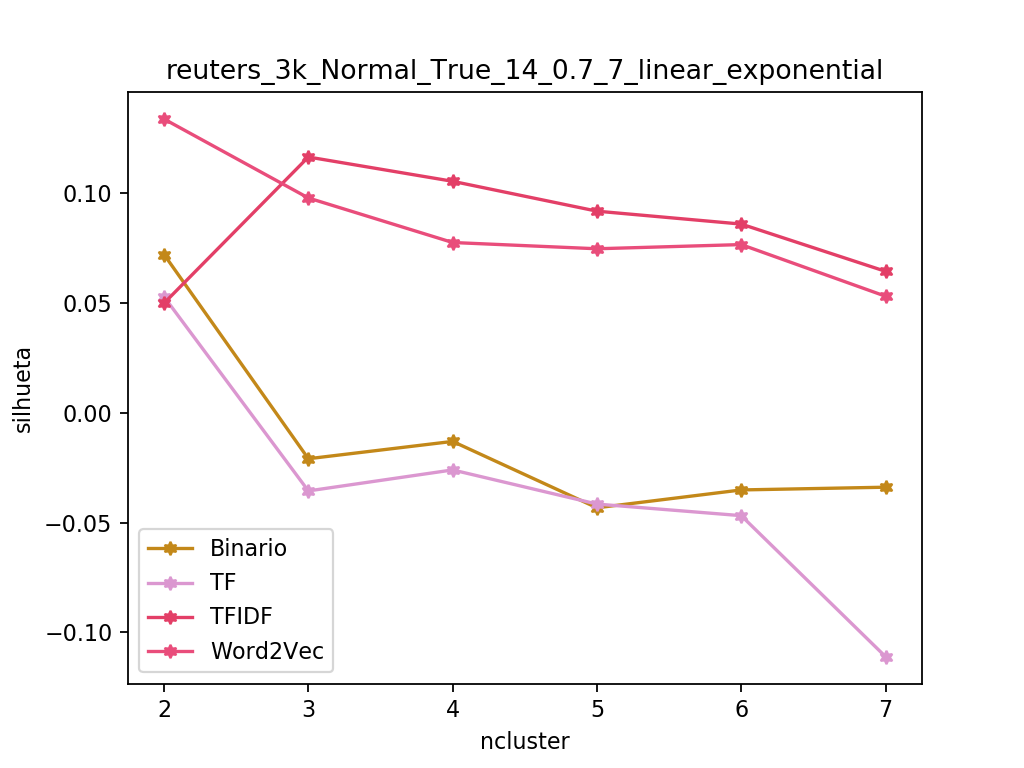 reuters_3k_Normal_True_14_0.7_7_linear_exponential
silhueta
0.10
0.05
0.00
−0.05
−0.10
Binario
TF
TFIDF
Word2Vec
2 3 4 5 6 7
ncluster